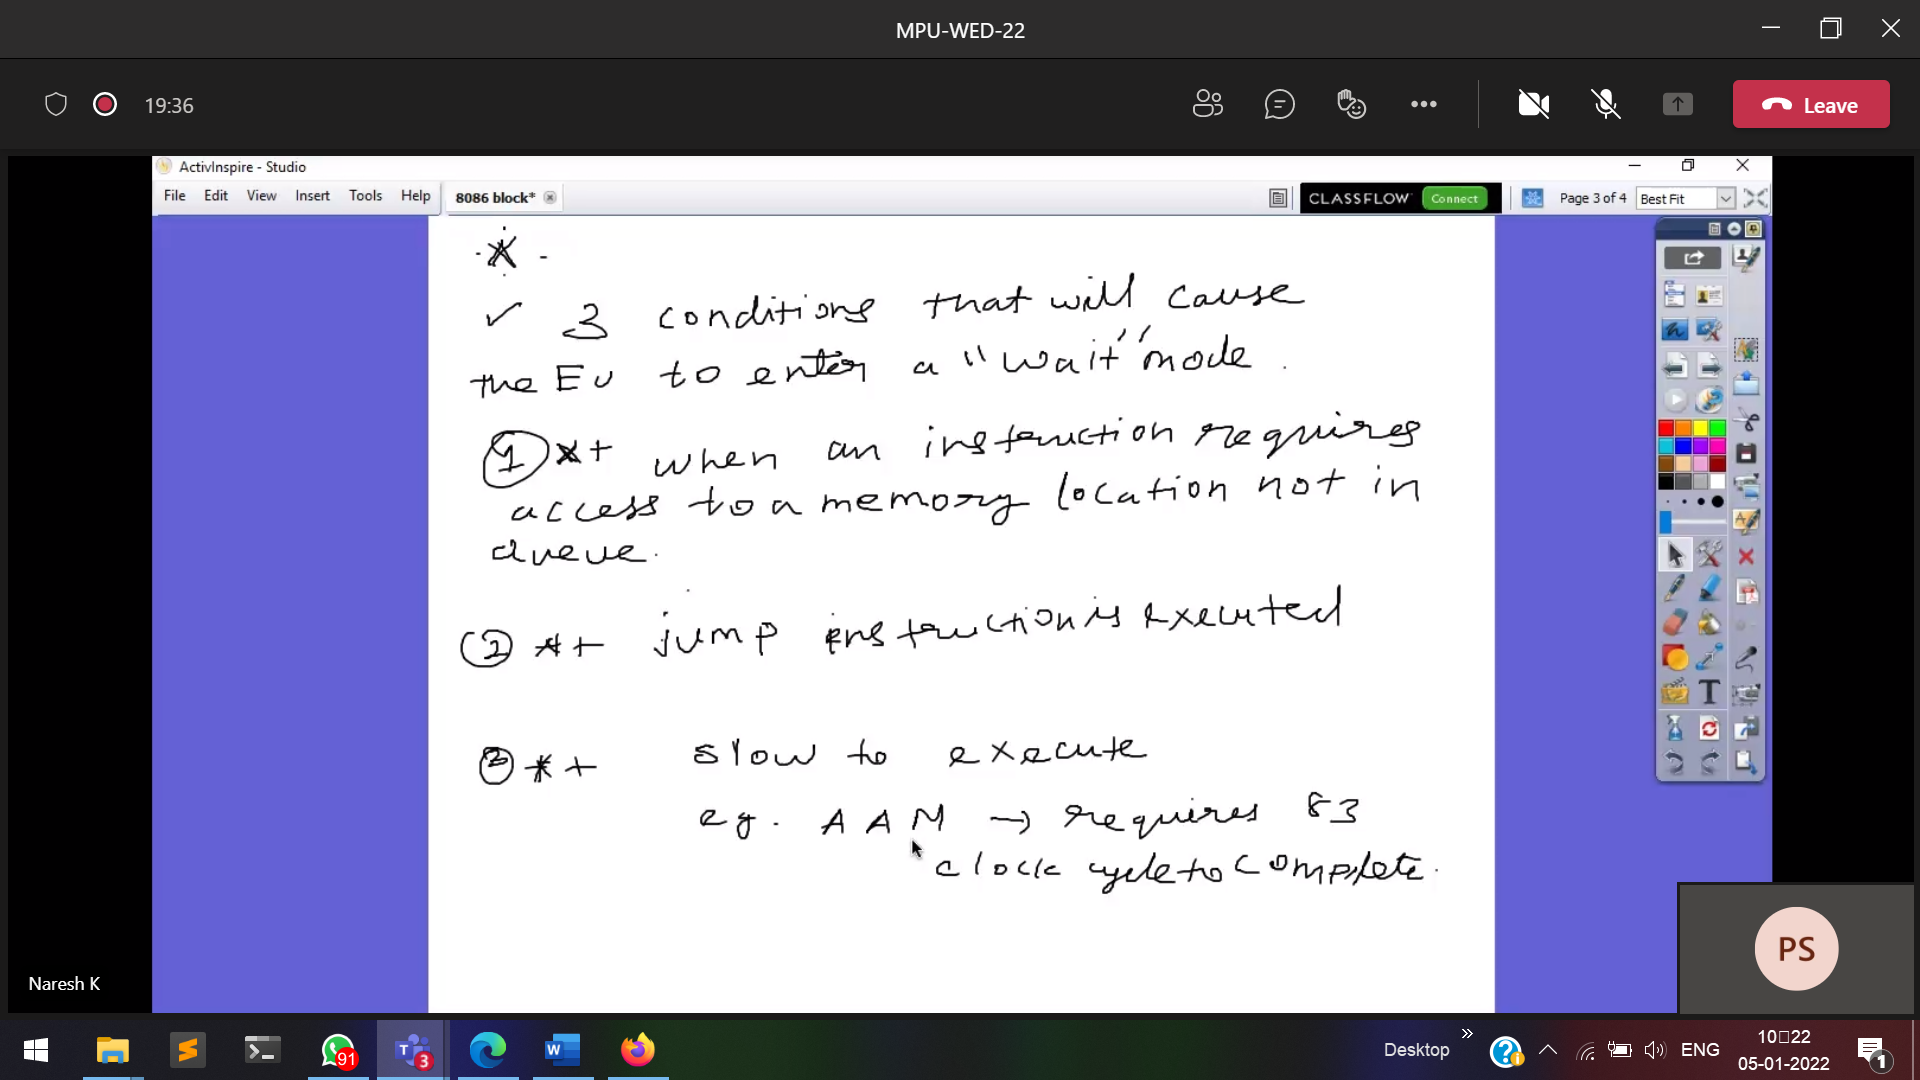 MPU-WED-22
19:36
Leave
ActivInspire - Studio
File Edit View Insert Tools Help
8086 block*
CLASSFLOW Connect
Page 3 of 4
Best Fit
✓ 3 conditions that will cause
the EU to enter a "wait" mode.
① *+ when an instruction requires
access to a memory location not in
queue.
② *+ jump instruction is executed
③ *+ slow to execute
eg. AAM → requires 83
clock cycle to complete.
T
PS
Naresh K
91
3
Desktop
ENG
10:22
05-01-2022
1